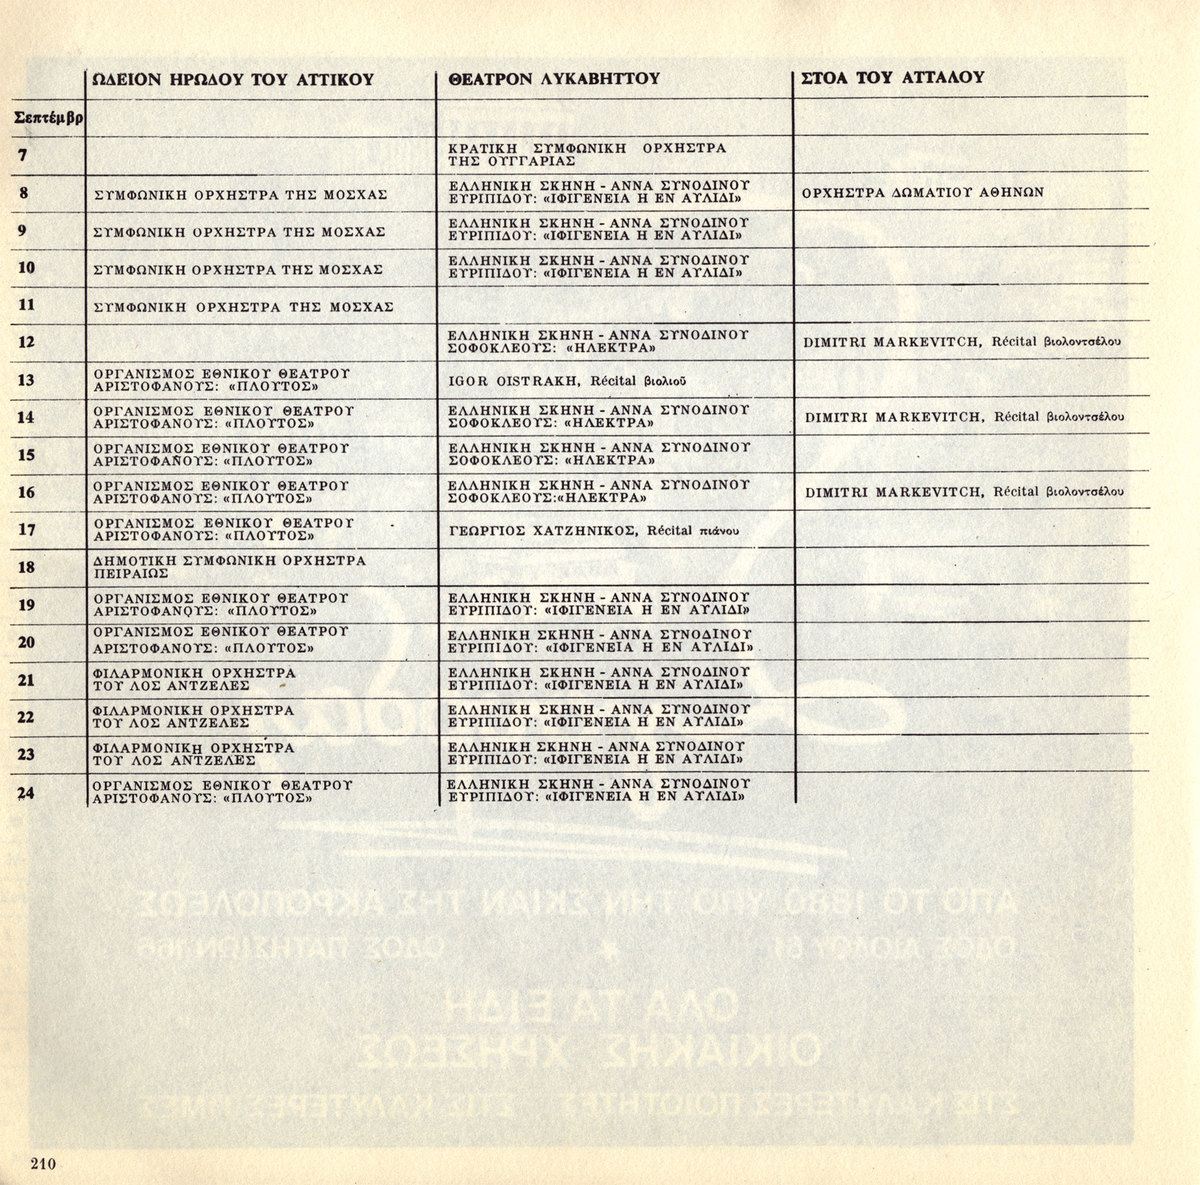 ΩΔΕΙΟΝ ΗΡΩΔΟΥ ΤΟΥ ΑΤΤΙΚΟΥ ΘΕΑΤΡΟΝ ΛΥΚΑΒΗΤΤΟΥ ΣΤΟΑ ΤΟΥ ΑΤΤΑΛΟΥ
Σεπτέμβρ
7 ΚΡΑΤΙΚΗ ΣΥΜΦΩΝΙΚΗ ΟΡΧΗΣΤΡΑ
ΤΗΣ ΟΥΓΓΑΡΙΑΣ
8 ΣΥΜΦΩΝΙΚΗ ΟΡΧΗΣΤΡΑ ΤΗΣ ΜΟΣΧΑΣ ΕΛΛΗΝΙΚΗ ΣΚΗΝΗ - ΑΝΝΑ ΣΥΝΟΔΙΝΟΥ ΟΡΧΗΣΤΡΑ ΔΩΜΑΤΙΟΥ ΑΘΗΝΩΝ
ΕΥΡΙΠΙΔΟΥ: «ΙΦΙΓΕΝΕΙΑ Η ΕΝ ΑΥΛΙΔΙ»
9 ΣΥΜΦΩΝΙΚΗ ΟΡΧΗΣΤΡΑ ΤΗΣ ΜΟΣΧΑΣ ΕΛΛΗΝΙΚΗ ΣΚΗΝΗ - ΑΝΝΑ ΣΥΝΟΔΙΝΟΥ
ΕΥΡΙΠΙΔΟΥ: «ΙΦΙΓΕΝΕΙΑ Η ΕΝ ΑΥΛΙΔΙ»
10 ΣΥΜΦΩΝΙΚΗ ΟΡΧΗΣΤΡΑ ΤΗΣ ΜΟΣΧΑΣ ΕΛΛΗΝΙΚΗ ΣΚΗΝΗ - ΑΝΝΑ ΣΥΝΟΔΙΝΟΥ
ΕΥΡΙΠΙΔΟΥ: «ΙΦΙΓΕΝΕΙΑ Η ΕΝ ΑΥΛΙΔΙ»
11 ΣΥΜΦΩΝΙΚΗ ΟΡΧΗΣΤΡΑ ΤΗΣ ΜΟΣΧΑΣ
12 ΕΛΛΗΝΙΚΗ ΣΚΗΝΗ - ΑΝΝΑ ΣΥΝΟΔΙΝΟΥ DIMITRI MARKEVITCH, Récital βιολοντσέλου
ΣΟΦΟΚΛΕΟΥΣ: «ΗΛΕΚΤΡΑ»
13 ΟΡΓΑΝΙΣΜΟΣ ΕΘΝΙΚΟΥ ΘΕΑΤΡΟΥ IGOR OISTRAKH, Récital βιολιοῦ
ΑΡΙΣΤΟΦΑΝΟΥΣ: «ΠΛΟΥΤΟΣ»
14 ΟΡΓΑΝΙΣΜΟΣ ΕΘΝΙΚΟΥ ΘΕΑΤΡΟΥ ΕΛΛΗΝΙΚΗ ΣΚΗΝΗ - ΑΝΝΑ ΣΥΝΟΔΙΝΟΥ DIMITRI MARKEVITCH, Récital βιολοντσέλου
ΑΡΙΣΤΟΦΑΝΟΥΣ: «ΠΛΟΥΤΟΣ» ΣΟΦΟΚΛΕΟΥΣ: «ΗΛΕΚΤΡΑ»
15 ΟΡΓΑΝΙΣΜΟΣ ΕΘΝΙΚΟΥ ΘΕΑΤΡΟΥ ΕΛΛΗΝΙΚΗ ΣΚΗΝΗ - ΑΝΝΑ ΣΥΝΟΔΙΝΟΥ
ΑΡΙΣΤΟΦΑΝΟΥΣ: «ΠΛΟΥΤΟΣ» ΣΟΦΟΚΛΕΟΥΣ: «ΗΛΕΚΤΡΑ»
16 ΟΡΓΑΝΙΣΜΟΣ ΕΘΝΙΚΟΥ ΘΕΑΤΡΟΥ ΕΛΛΗΝΙΚΗ ΣΚΗΝΗ - ΑΝΝΑ ΣΥΝΟΔΙΝΟΥ DIMITRI MARKEVITCH, Récital βιολοντσέλου
ΑΡΙΣΤΟΦΑΝΟΥΣ: «ΠΛΟΥΤΟΣ» ΣΟΦΟΚΛΕΟΥΣ:«ΗΛΕΚΤΡΑ»
17 ΟΡΓΑΝΙΣΜΟΣ ΕΘΝΙΚΟΥ ΘΕΑΤΡΟΥ ΓΕΩΡΓΙΟΣ ΧΑΤΖΗΝΙΚΟΣ, Récital πιάνου
ΑΡΙΣΤΟΦΑΝΟΥΣ: «ΠΛΟΥΤΟΣ»
18 ΔΗΜΟΤΙΚΗ ΣΥΜΦΩΝΙΚΗ ΟΡΧΗΣΤΡΑ
ΠΕΙΡΑΙΩΣ
19 ΟΡΓΑΝΙΣΜΟΣ ΕΘΝΙΚΟΥ ΘΕΑΤΡΟΥ ΕΛΛΗΝΙΚΗ ΣΚΗΝΗ - ΑΝΝΑ ΣΥΝΟΔΙΝΟΥ
ΑΡΙΣΤΟΦΑΝΟΥΣ: «ΠΛΟΥΤΟΣ» ΕΥΡΙΠΙΔΟΥ: «ΙΦΙΓΕΝΕΙΑ Η ΕΝ ΑΥΛΙΔΙ»
20 ΟΡΓΑΝΙΣΜΟΣ ΕΘΝΙΚΟΥ ΘΕΑΤΡΟΥ ΕΛΛΗΝΙΚΗ ΣΚΗΝΗ - ΑΝΝΑ ΣΥΝΟΔΙΝΟΥ
ΑΡΙΣΤΟΦΑΝΟΥΣ: «ΠΛΟΥΤΟΣ» ΕΥΡΙΠΙΔΟΥ: «ΙΦΙΓΕΝΕΙΑ Η ΕΝ ΑΥΛΙΔΙ»
21 ΦΙΛΑΡΜΟΝΙΚΗ ΟΡΧΗΣΤΡΑ ΕΛΛΗΝΙΚΗ ΣΚΗΝΗ - ΑΝΝΑ ΣΥΝΟΔΙΝΟΥ
ΤΟΥ ΛΟΣ ΑΝΤΖΕΛΕΣ ΕΥΡΙΠΙΔΟΥ: «ΙΦΙΓΕΝΕΙΑ Η ΕΝ ΑΥΛΙΔΙ»
22 ΦΙΛΑΡΜΟΝΙΚΗ ΟΡΧΗΣΤΡΑ ΕΛΛΗΝΙΚΗ ΣΚΗΝΗ - ΑΝΝΑ ΣΥΝΟΔΙΝΟΥ
ΤΟΥ ΛΟΣ ΑΝΤΖΕΛΕΣ ΕΥΡΙΠΙΔΟΥ: «ΙΦΙΓΕΝΕΙΑ Η ΕΝ ΑΥΛΙΔΙ»
23 ΦΙΛΑΡΜΟΝΙΚΗ ΟΡΧΗΣΤΡΑ ΕΛΛΗΝΙΚΗ ΣΚΗΝΗ - ΑΝΝΑ ΣΥΝΟΔΙΝΟΥ
ΤΟΥ ΛΟΣ ΑΝΤΖΕΛΕΣ ΕΥΡΙΠΙΔΟΥ: «ΙΦΙΓΕΝΕΙΑ Η ΕΝ ΑΥΛΙΔΙ»
24 ΟΡΓΑΝΙΣΜΟΣ ΕΘΝΙΚΟΥ ΘΕΑΤΡΟΥ ΕΛΛΗΝΙΚΗ ΣΚΗΝΗ - ΑΝΝΑ ΣΥΝΟΔΙΝΟΥ
ΑΡΙΣΤΟΦΑΝΟΥΣ: «ΠΛΟΥΤΟΣ» ΕΥΡΙΠΙΔΟΥ: «ΙΦΙΓΕΝΕΙΑ Η ΕΝ ΑΥΛΙΔΙ»
210